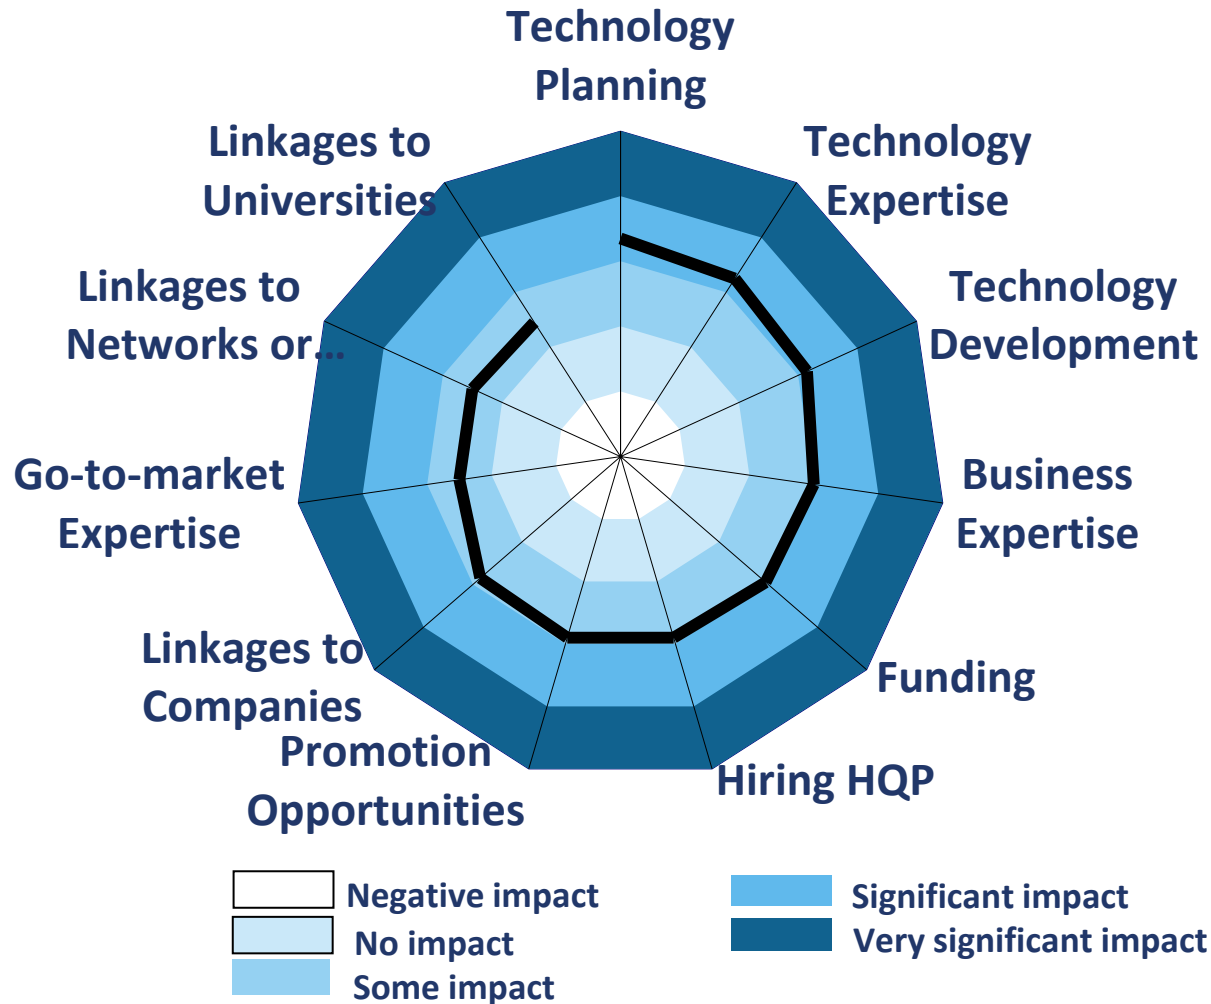 Technology
Planning
Technology
Expertise
Technology
Development
Business
Expertise
Funding
Hiring HQP
Promotion
Opportunities
Linkages to
Companies
Go-to-market
Expertise
Linkages to
Networks or...
Linkages to
Universities
Negative impact
No impact
Some impact
Significant impact
Very significant impact